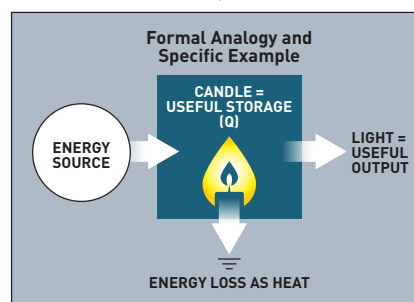 Formal Analogy and
Specific Example
CANDLE =
USEFUL STORAGE
(Q)
ENERGY
SOURCE
LIGHT =
USEFUL
OUTPUT
ENERGY LOSS AS HEAT